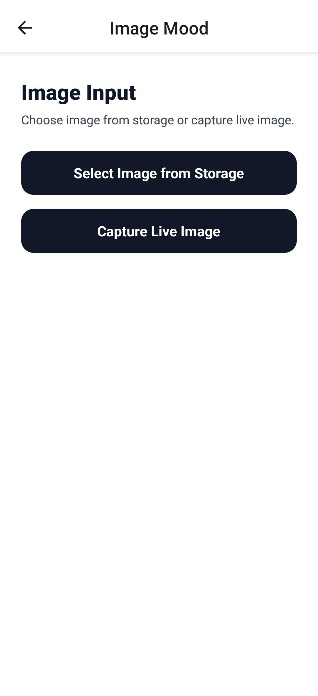 Image Mood
Image Input
Choose image from storage or capture live image.
Select Image from Storage
Capture Live Image